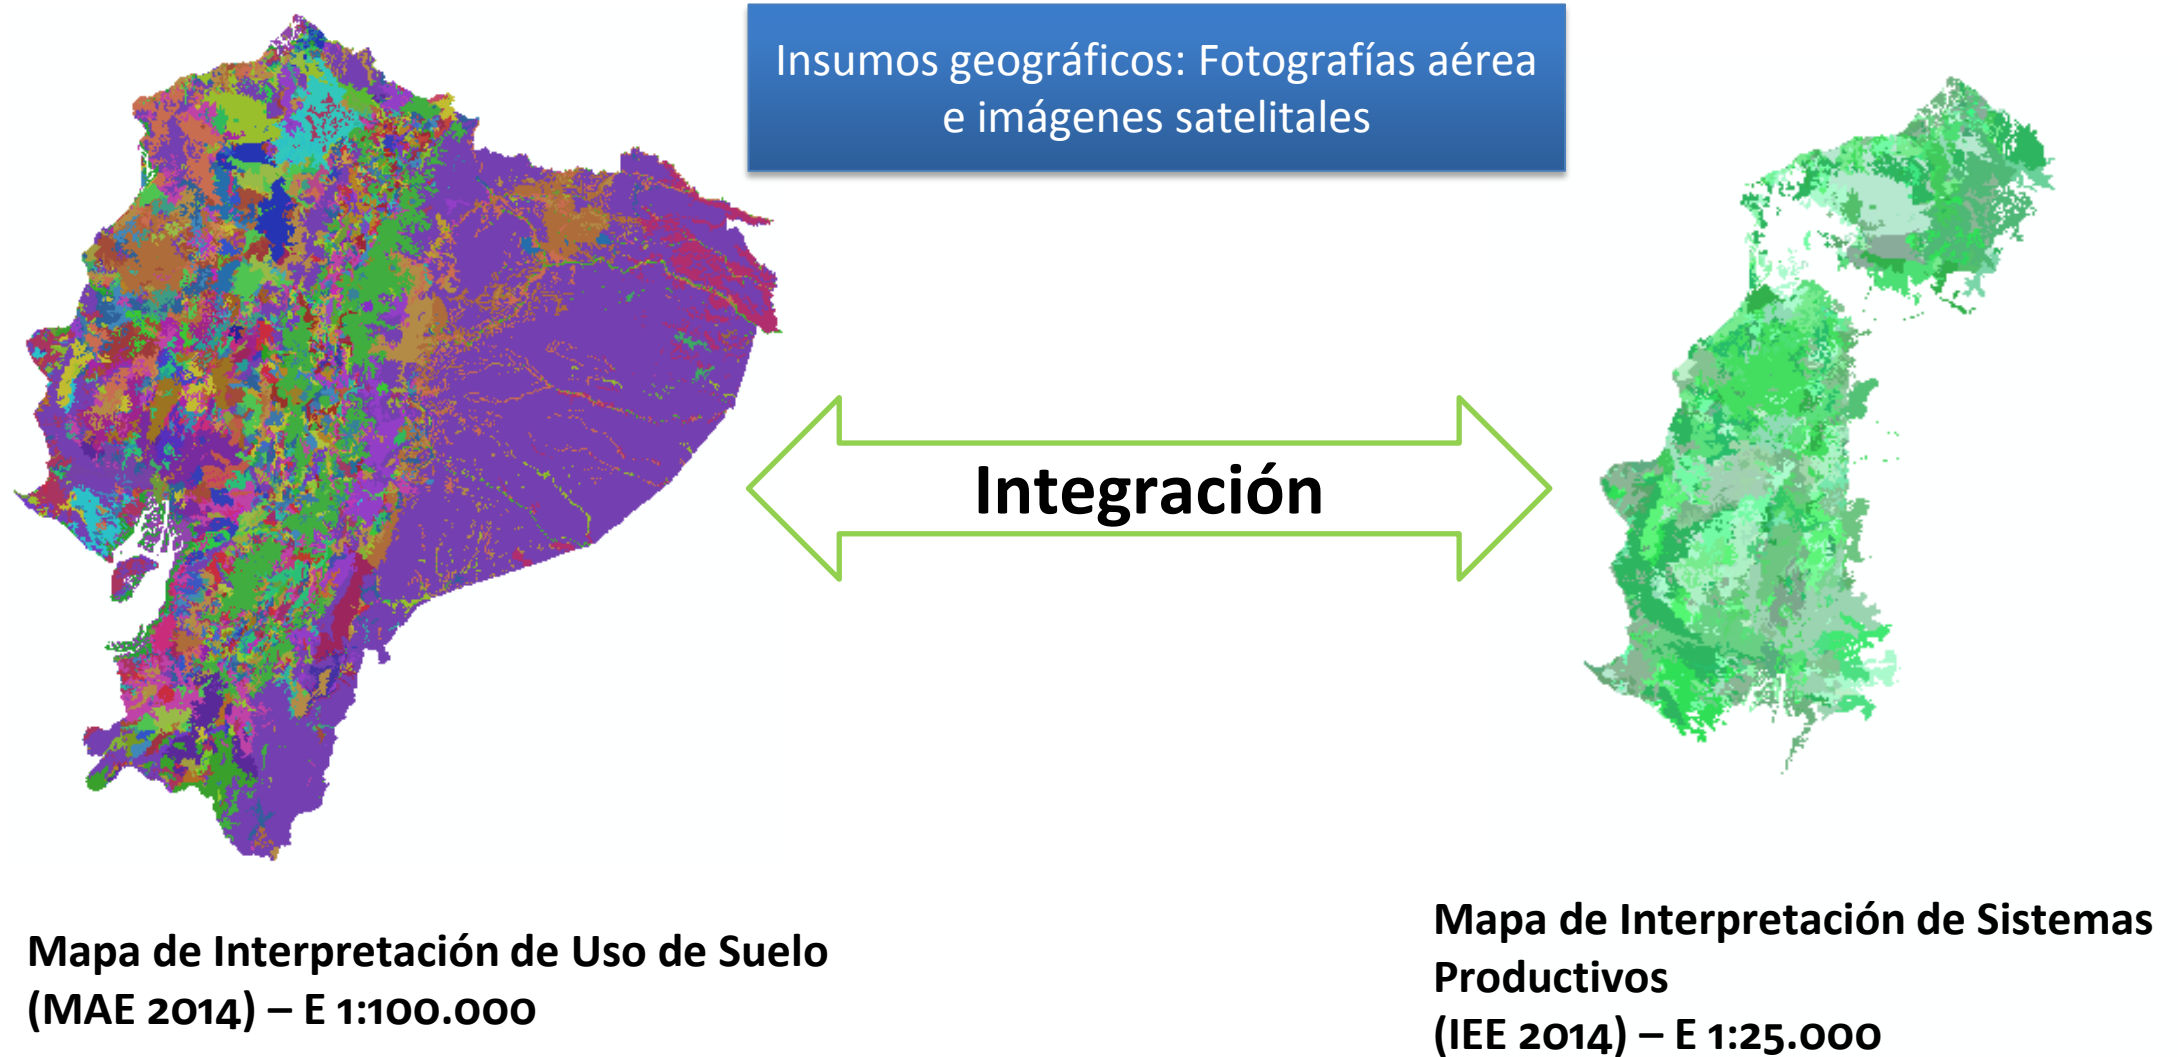 Insumos geográficos: Fotografías aérea
e imágenes satelitales
Integración
Mapa de Interpretación de Uso de Suelo
(MAE 2014) – E 1:100.000
Mapa de Interpretación de Sistemas
Productivos
(IEE 2014) – E 1:25.000